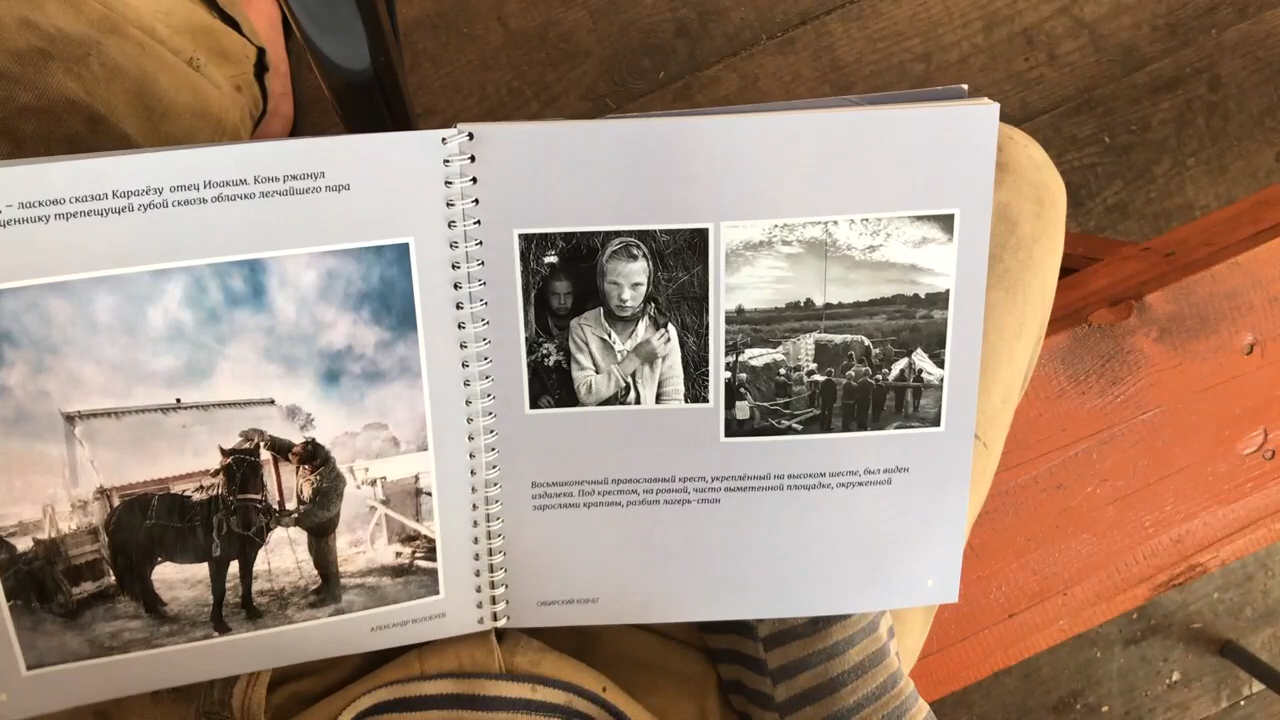 , – ласково сказал Карагёзу отец Иоаким. Конь ржанул
щеннику трепещущей губой сквозь облачко легчайшего пара
АЛЕКСАНДР ВОЛОБУЕВ
Восьмиконечный православный крест, укреплённый на высоком шесте, был виден
издалека. Под крестом, на ровной, чисто выметенной площадке, окруженной
зарослями крапивы, разбит лагерь-стан
СИБИРСКИЙ КОВЧЕГ